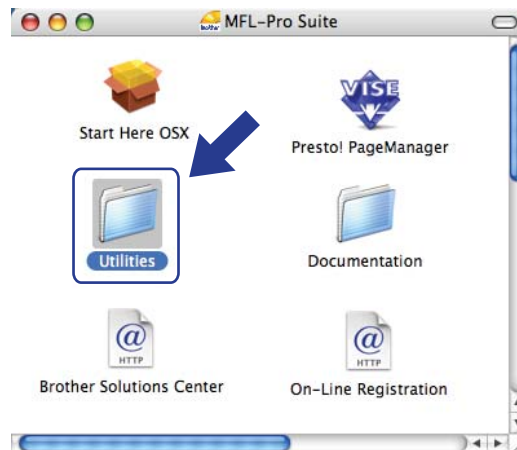 brother MFL-Pro Suite
Start Here OSX
VISE
Presto! PageManager
Utilities
Documentation
@
HTTP
Brother Solutions Center
@
HTTP
On-Line Registration